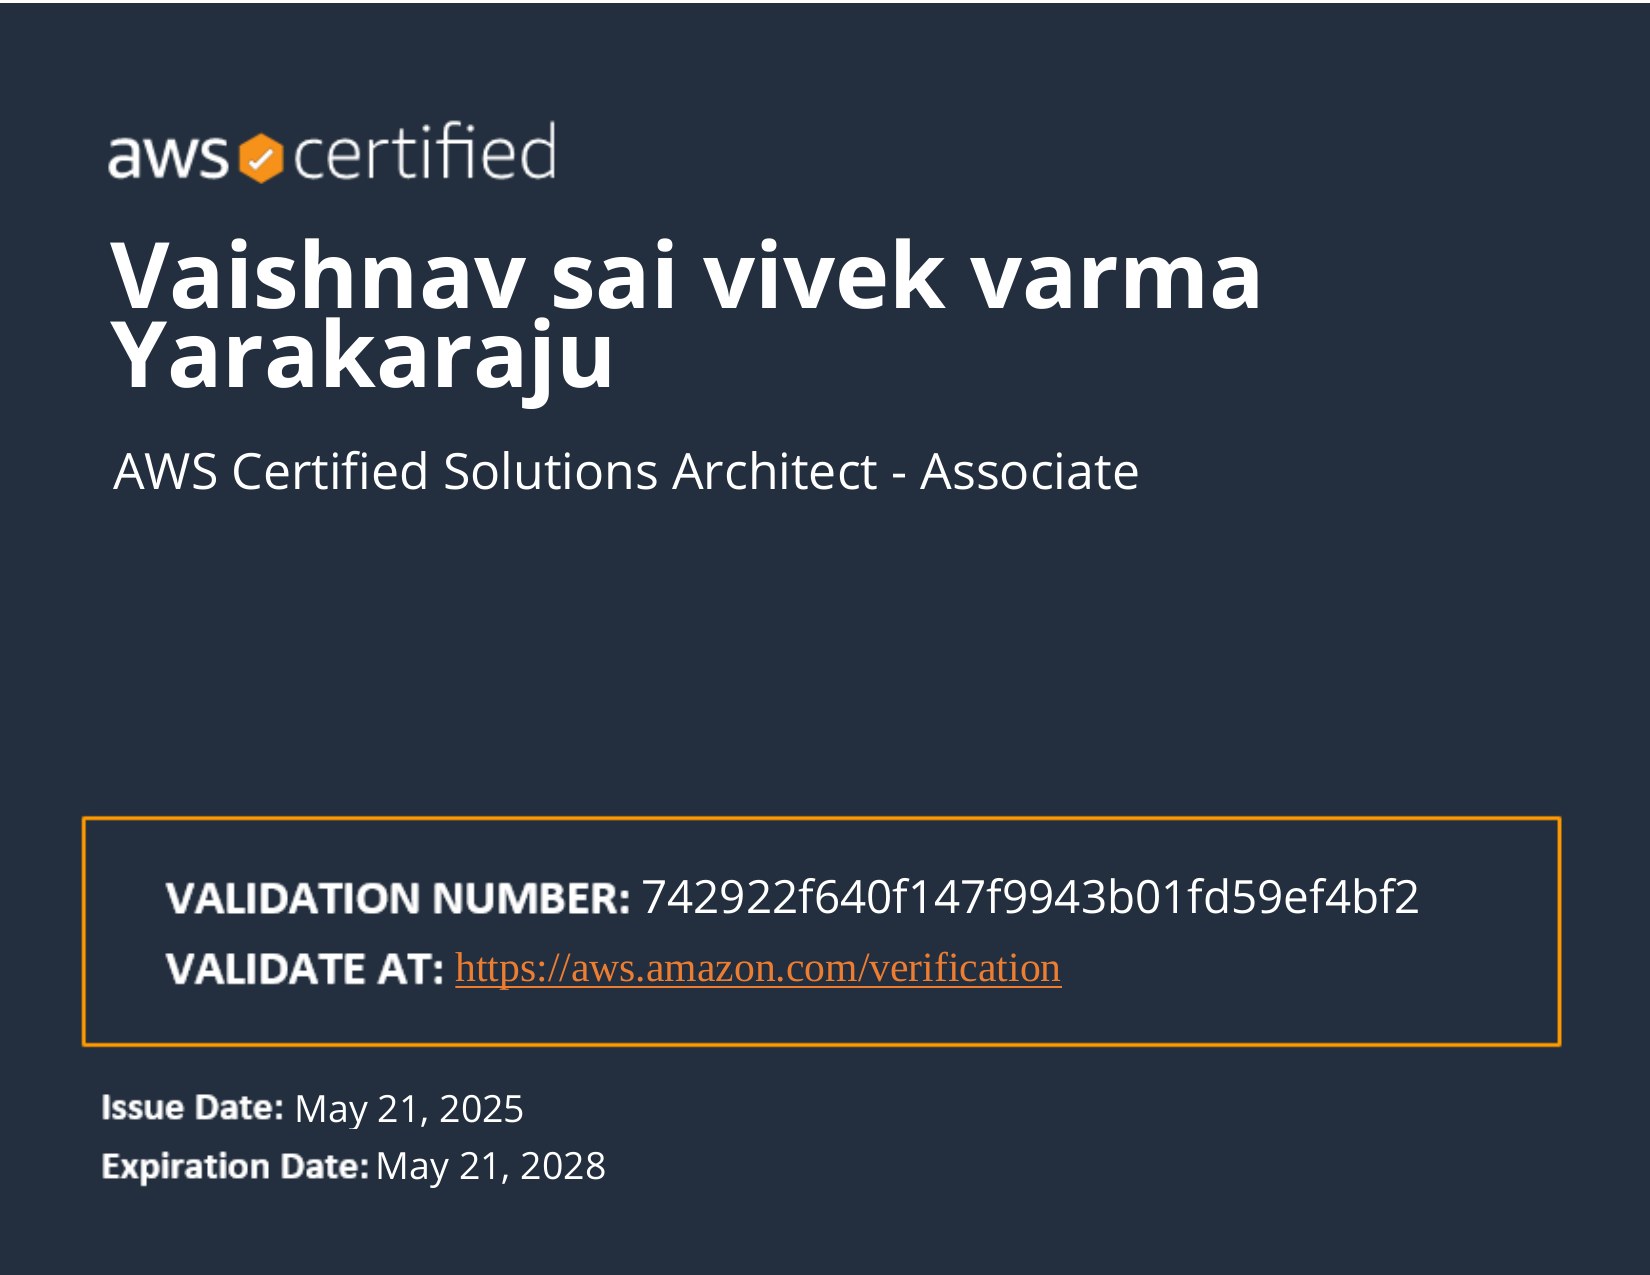 aws certified
Vaishnav sai vivek varma
Yarakaraju
AWS Certified Solutions Architect - Associate
VALIDATION NUMBER: 742922f640f147f9943b01fd59ef4bf2
VALIDATE AT: https://aws.amazon.com/verification
Issue Date: May 21, 2025
Expiration Date: May 21, 2028